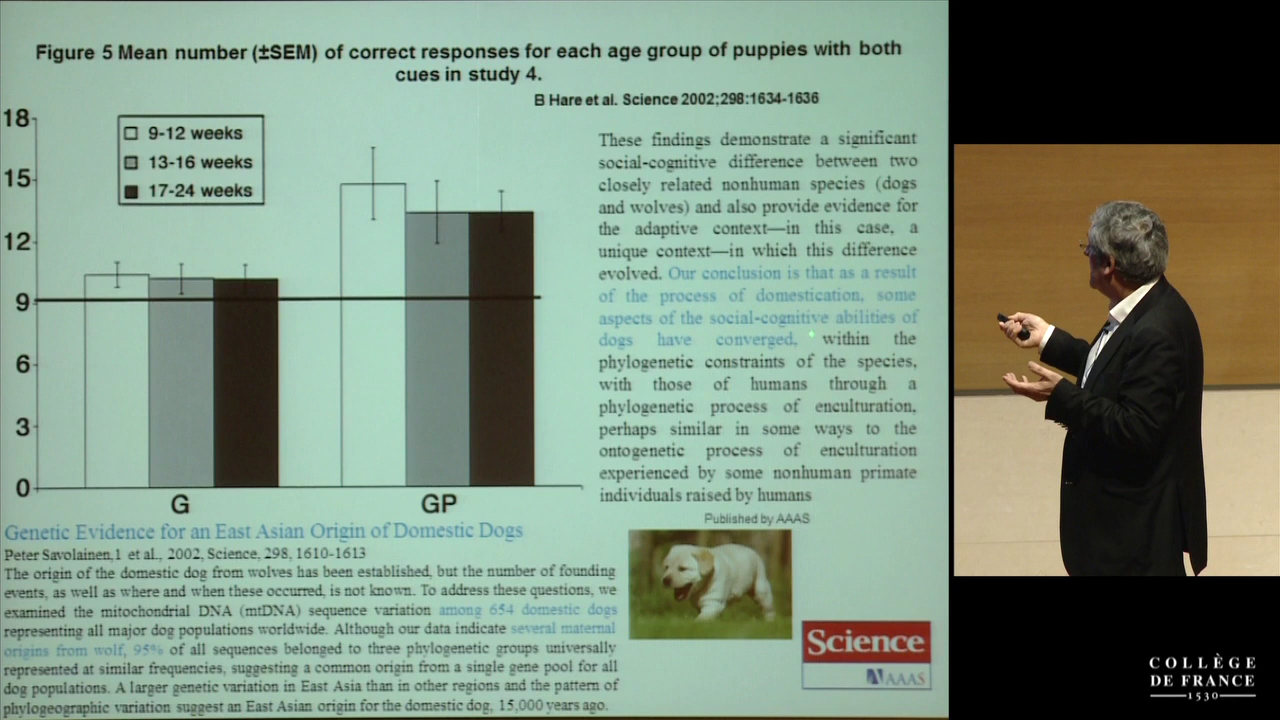 Figure 5 Mean number (±SEM) of correct responses for each age group of puppies with both
cues in study 4.
B Hare et al. Science 2002;298:1634-1636
18
15
12
9
6
3
0
9-12 weeks
13-16 weeks
17-24 weeks
G
GP
These findings demonstrate a significant
social-cognitive difference between two
closely related nonhuman species (dogs
and wolves) and also provide evidence for
the adaptive context—in this case, a
unique context—in which this difference
evolved. Our conclusion is that as a result
of the process of domestication, some
aspects of the social-cognitive abilities of
dogs have converged, within the
phylogenetic constraints of the species,
with those of humans through a
phylogenetic process of enculturation,
perhaps similar in some ways to the
ontogenetic process of enculturation
experienced by some nonhuman primate
individuals raised by humans
Published by AAAS
Genetic Evidence for an East Asian Origin of Domestic Dogs
Peter Savolainen,1 et al., 2002, Science, 298, 1610-1613
The origin of the domestic dog from wolves has been established, but the number of founding
events, as well as where and when these occurred, is not known. To address these questions, we
examined the mitochondrial DNA (mtDNA) sequence variation among 654 domestic dogs
representing all major dog populations worldwide. Although our data indicate several maternal
origins from wolf, 95% of all sequences belonged to three phylogenetic groups universally
represented at similar frequencies, suggesting a common origin from a single gene pool for all
dog populations. A larger genetic variation in East Asia than in other regions and the pattern of
phylogeographic variation suggest an East Asian origin for the domestic dog, 15,000 years ago.
Science
AAAS
COLLÈGE
DE FRANCE
1530